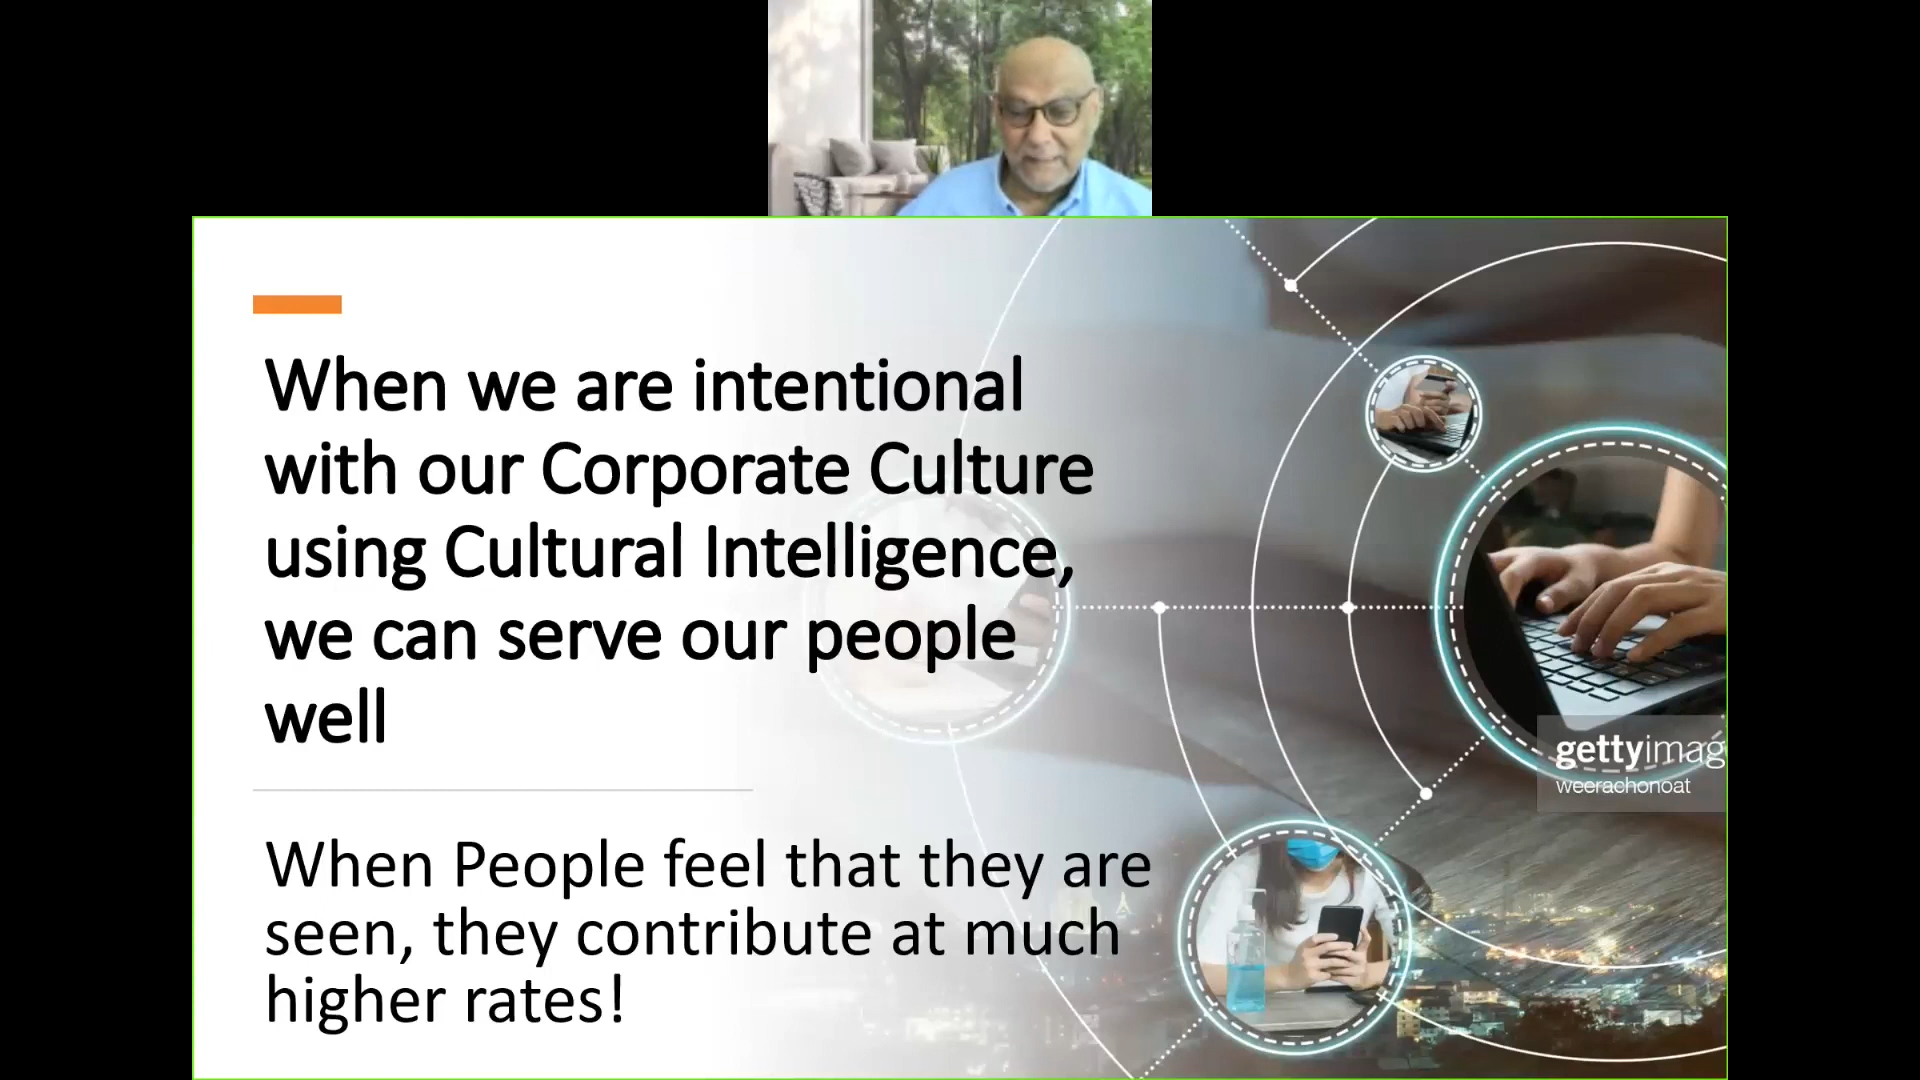 When we are intentional
with our Corporate Culture
using Cultural Intelligence,
we can serve our people
well
When People feel that they are
seen, they contribute at much
higher rates!
gettyimag
weerachonoat